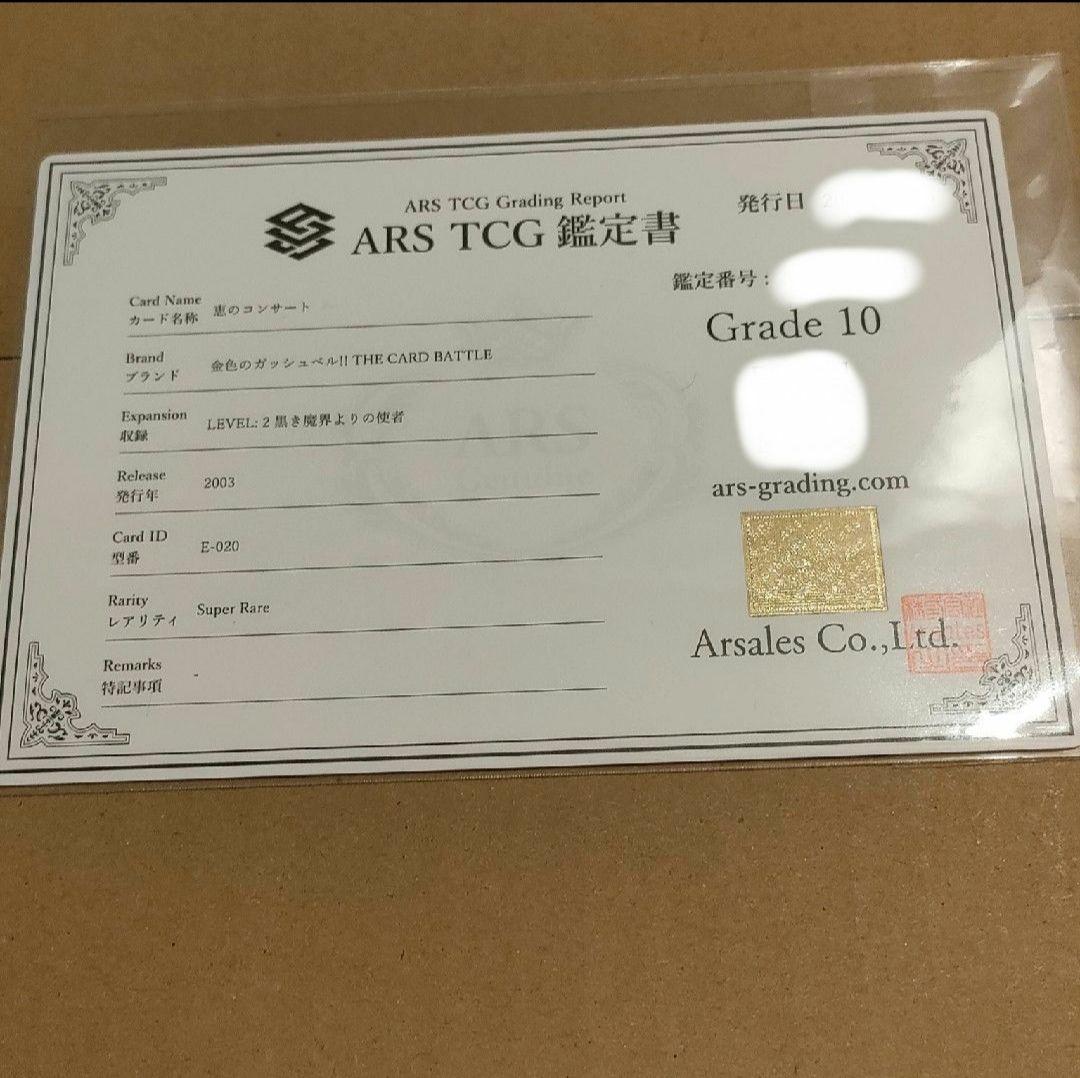 ARS TCG Grading Report
ARS TCG 鑑定書
発行日
鑑定番号:
Grade 10
Card Name
カード名称 恵のコンサート
Brand
ブランド 金色のガッシュベル!! THE CARD BATTLE
Expansion
収録 LEVEL: 2 黒き魔界よりの使者
Release
発行年 2003
Card ID
型番 E-020
Rarity
レアリティ Super Rare
Remarks
特記事項 -
ARS
ars-grading.com
Arsales Co.,Ltd.